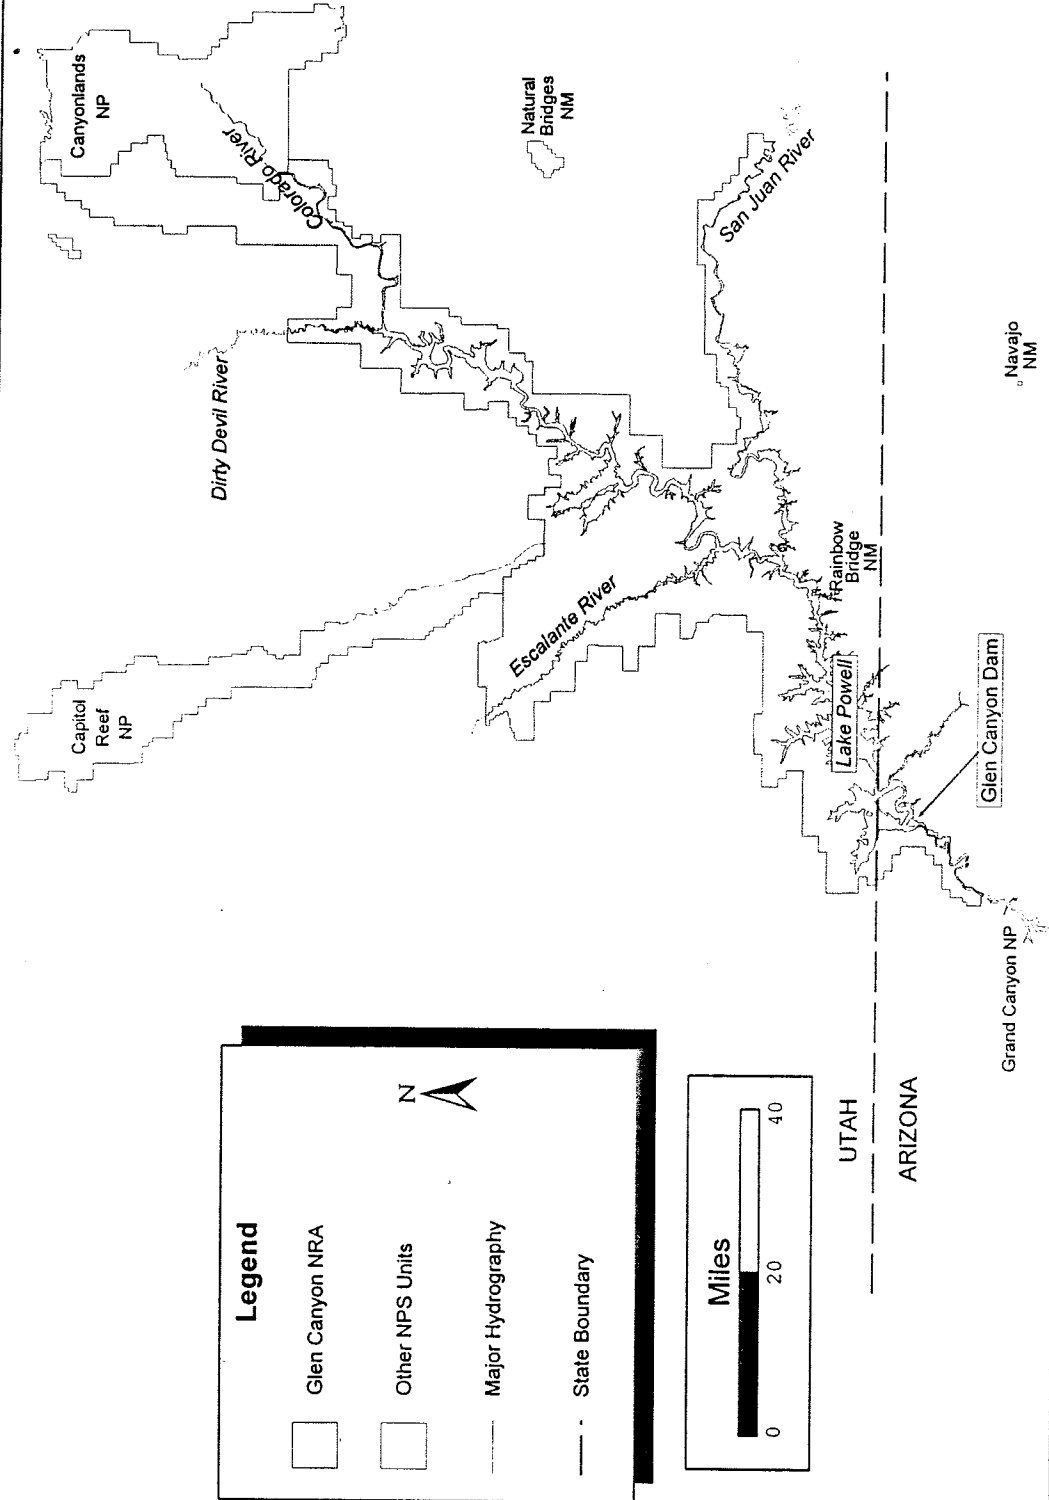 Canyonlands
NP
Colorado River
Natural
Bridges
NM
San Juan River
Dirty Devil River
Navajo
NM
Capitol
Reef
NP
Escalante River
Rainbow
Bridge
NM
Lake Powell
Glen Canyon Dam
Grand Canyon NP
UTAH
ARIZONA
Legend
Glen Canyon NRA
Other NPS Units
Major Hydrography
State Boundary
N
Miles
0 20 40